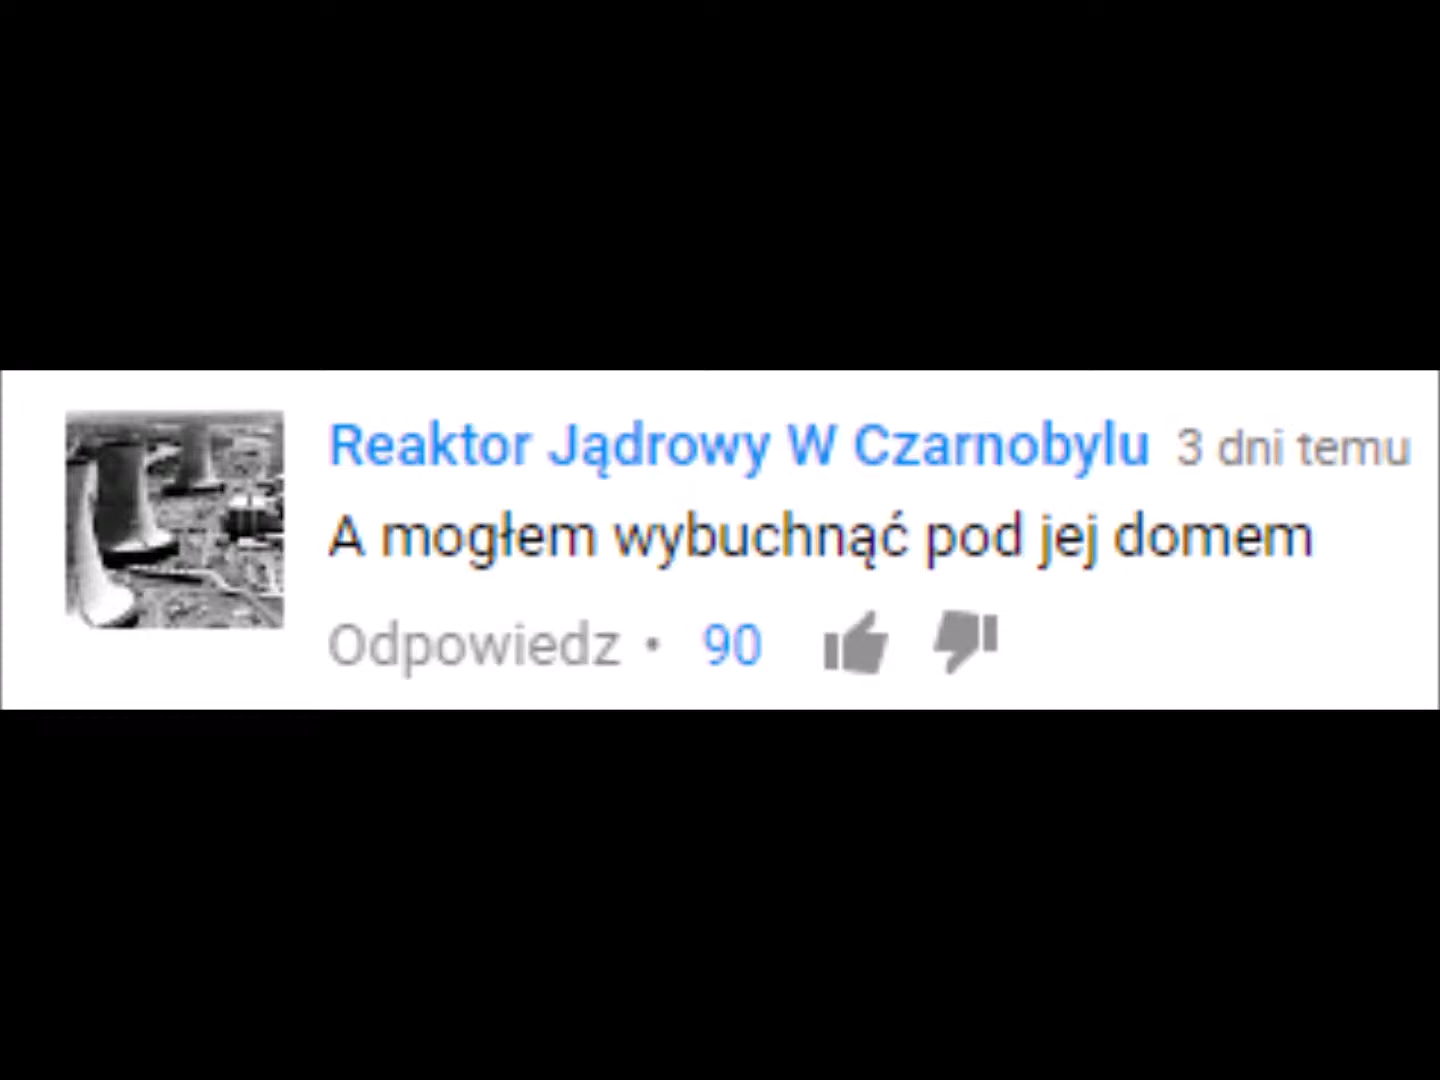 Reaktor Jądrowy W Czarnobylu 3 dni temu
A mogłem wybuchnąć pod jej domem
Odpowiedz • 90